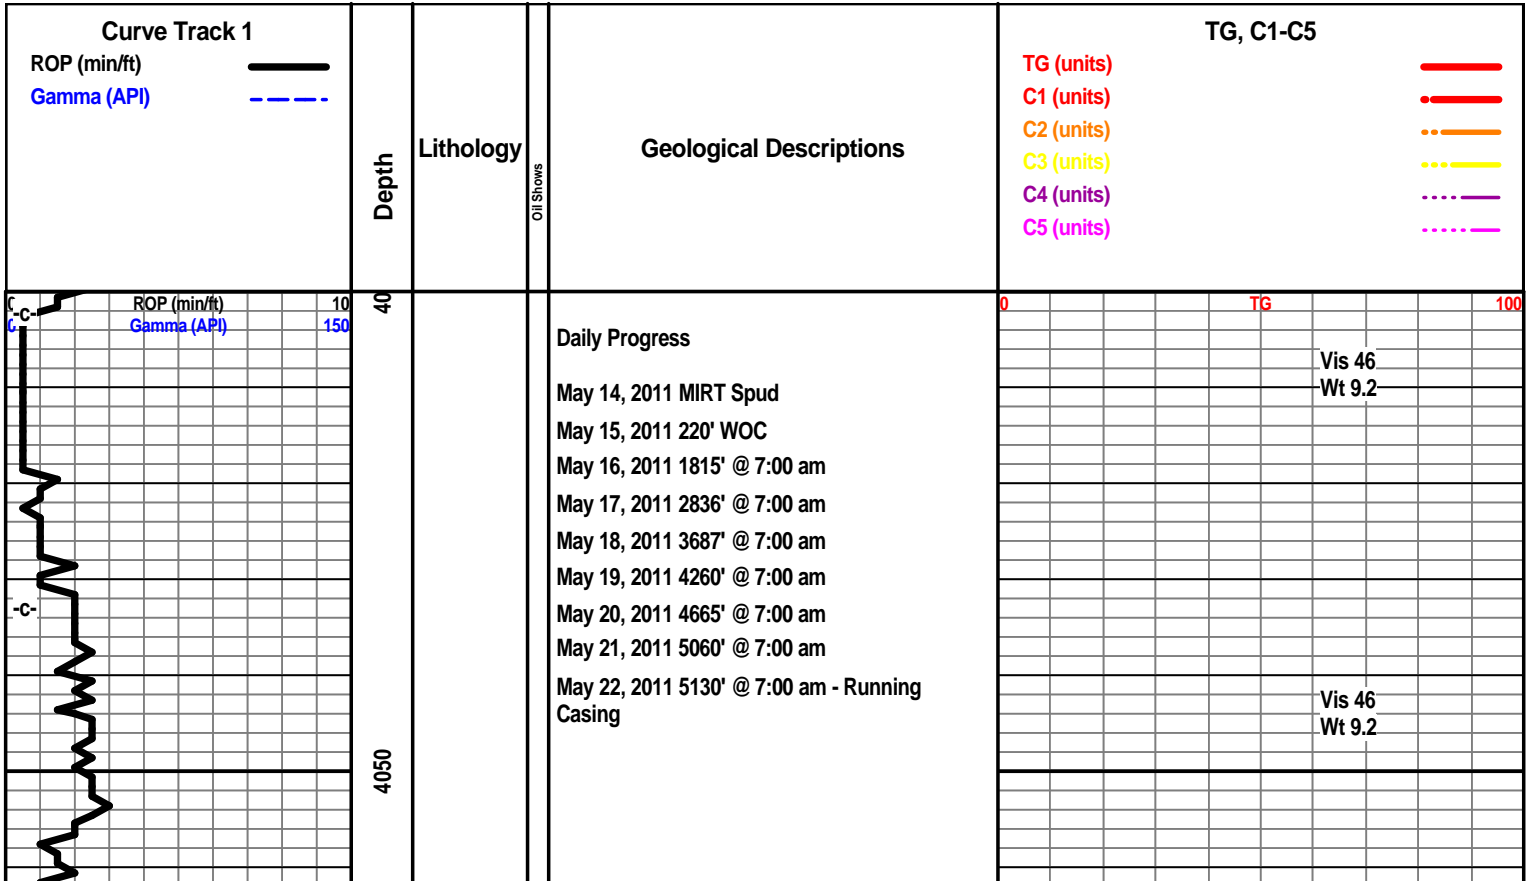 Curve Track 1
ROP (min/ft)
Gamma (API)
Depth
Lithology
Oil Shows
Geological Descriptions
TG, C1-C5
TG (units)
C1 (units)
C2 (units)
C3 (units)
C4 (units)
C5 (units)
0 ROP (min/ft) 10
-C-
0 Gamma (API) 150
40
0 TG 100
Daily Progress
Vis 46
Wt 9.2
May 14, 2011 MIRT Spud
May 15, 2011 220' WOC
May 16, 2011 1815' @ 7:00 am
May 17, 2011 2836' @ 7:00 am
May 18, 2011 3687' @ 7:00 am
May 19, 2011 4260' @ 7:00 am
-C-
May 20, 2011 4665' @ 7:00 am
May 21, 2011 5060' @ 7:00 am
May 22, 2011 5130' @ 7:00 am - Running
Casing
Vis 46
Wt 9.2
4050